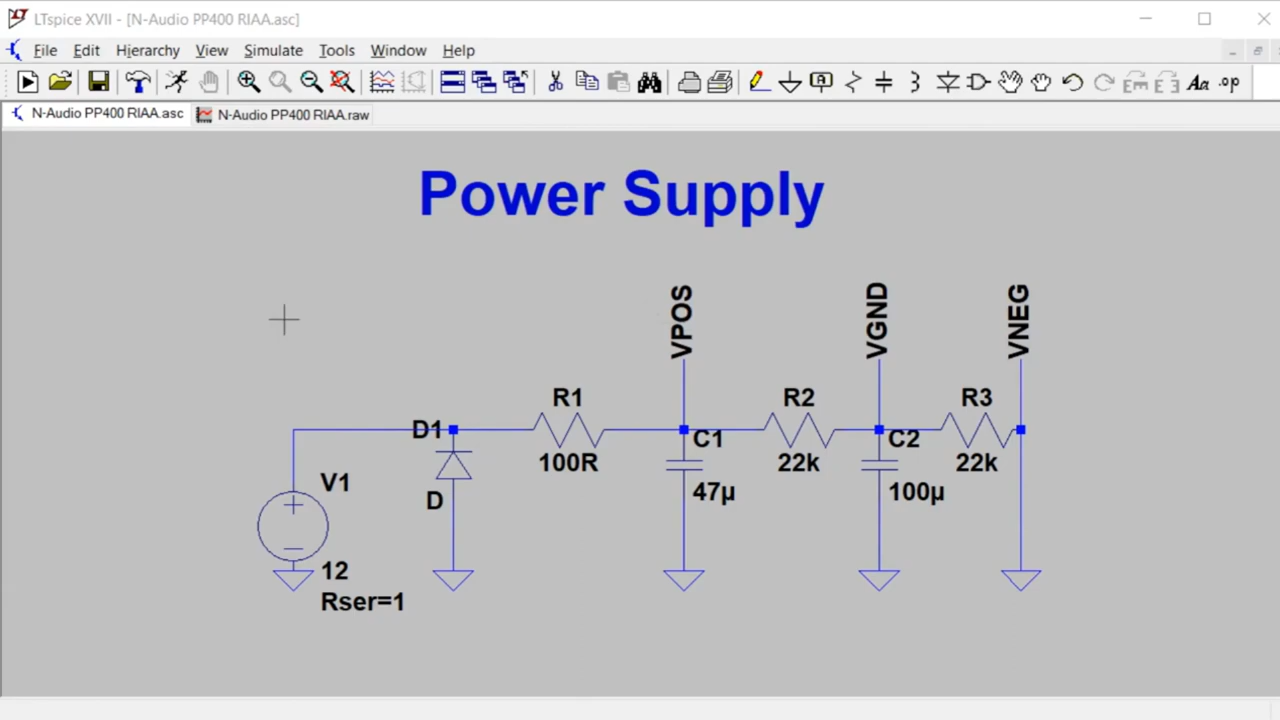 LTspice XVII - [N-Audio PP400 RIAA.asc]
File Edit Hierarchy View Simulate Tools Window Help
Aa .op
N-Audio PP400 RIAA.asc N-Audio PP400 RIAA.raw
Power Supply
VPOS
VGND
VNEG
R1
R2
R3
D1
C1
C2
100R
22k
22k
V1
D
47µ
100µ
12
Rser=1